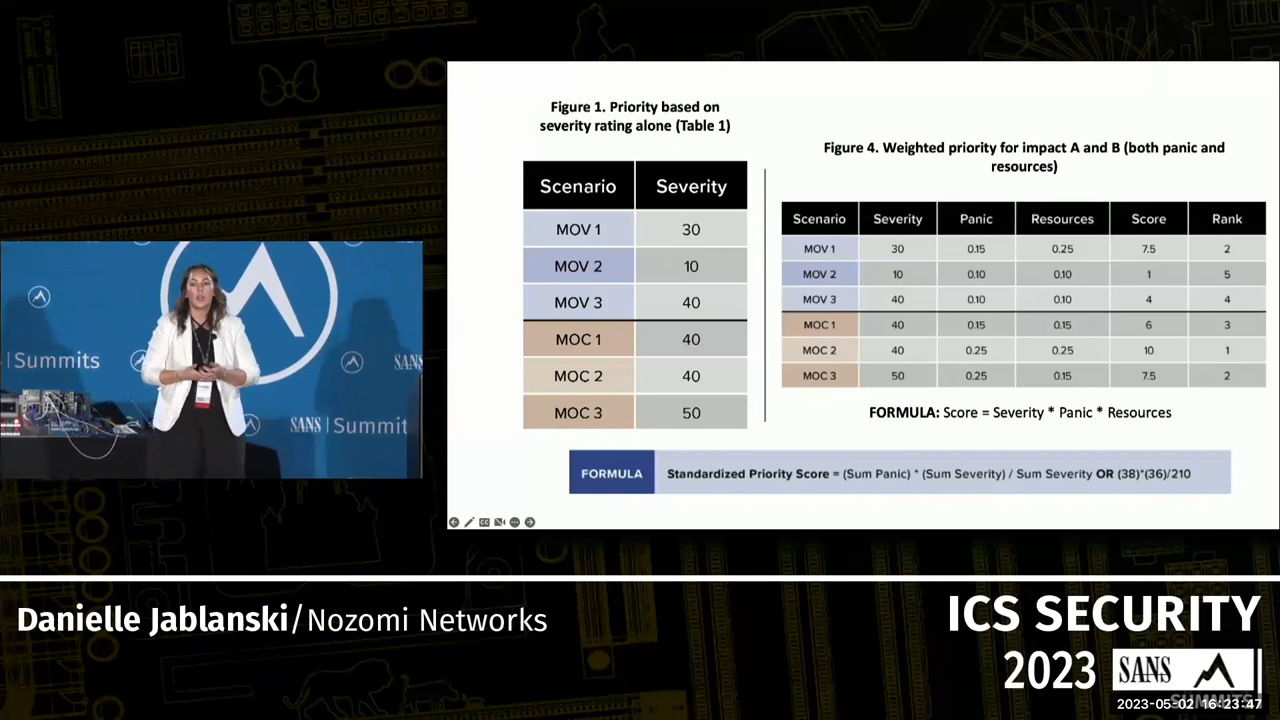 Figure 1. Priority based on
severity rating alone (Table 1)
Scenario Severity
MOV 1 30
MOV 2 10
MOV 3 40
MOC 1 40
MOC 2 40
MOC 3 50
Figure 4. Weighted priority for impact A and B (both panic and
resources)
Scenario Severity Panic Resources Score Rank
MOV 1 30 0.15 0.25 7.5 2
MOV 2 10 0.10 0.10 1 5
MOV 3 40 0.10 0.10 4 4
MOC 1 40 0.15 0.15 6 3
MOC 2 40 0.25 0.25 10 1
MOC 3 50 0.25 0.15 7.5 2
FORMULA: Score = Severity * Panic * Resources
FORMULA Standardized Priority Score = (Sum Panic) * (Sum Severity) / Sum Severity OR (38)*(36)/210
| Summits
SANS
SANS | Summit
Danielle Jablanski/Nozomi Networks
ICS SECURITY
2023 SANS
SUMMITS
2023-05-02 16:23:47